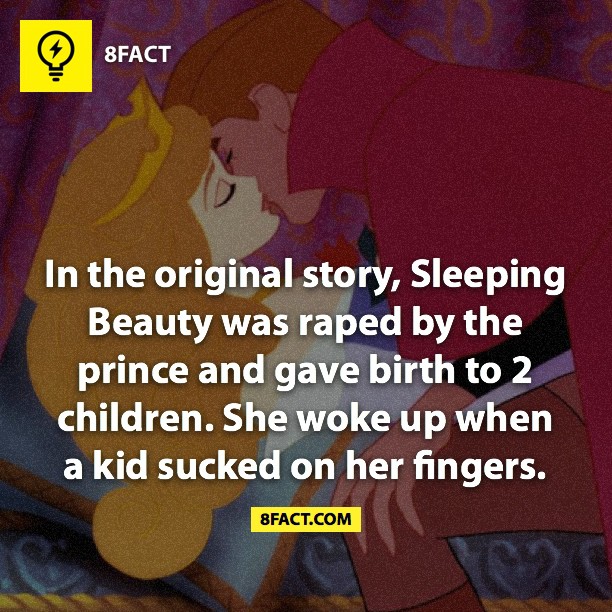 8FACT
In the original story, Sleeping
Beauty was raped by the
prince and gave birth to 2
children. She woke up when
a kid sucked on her fingers.
8FACT.COM